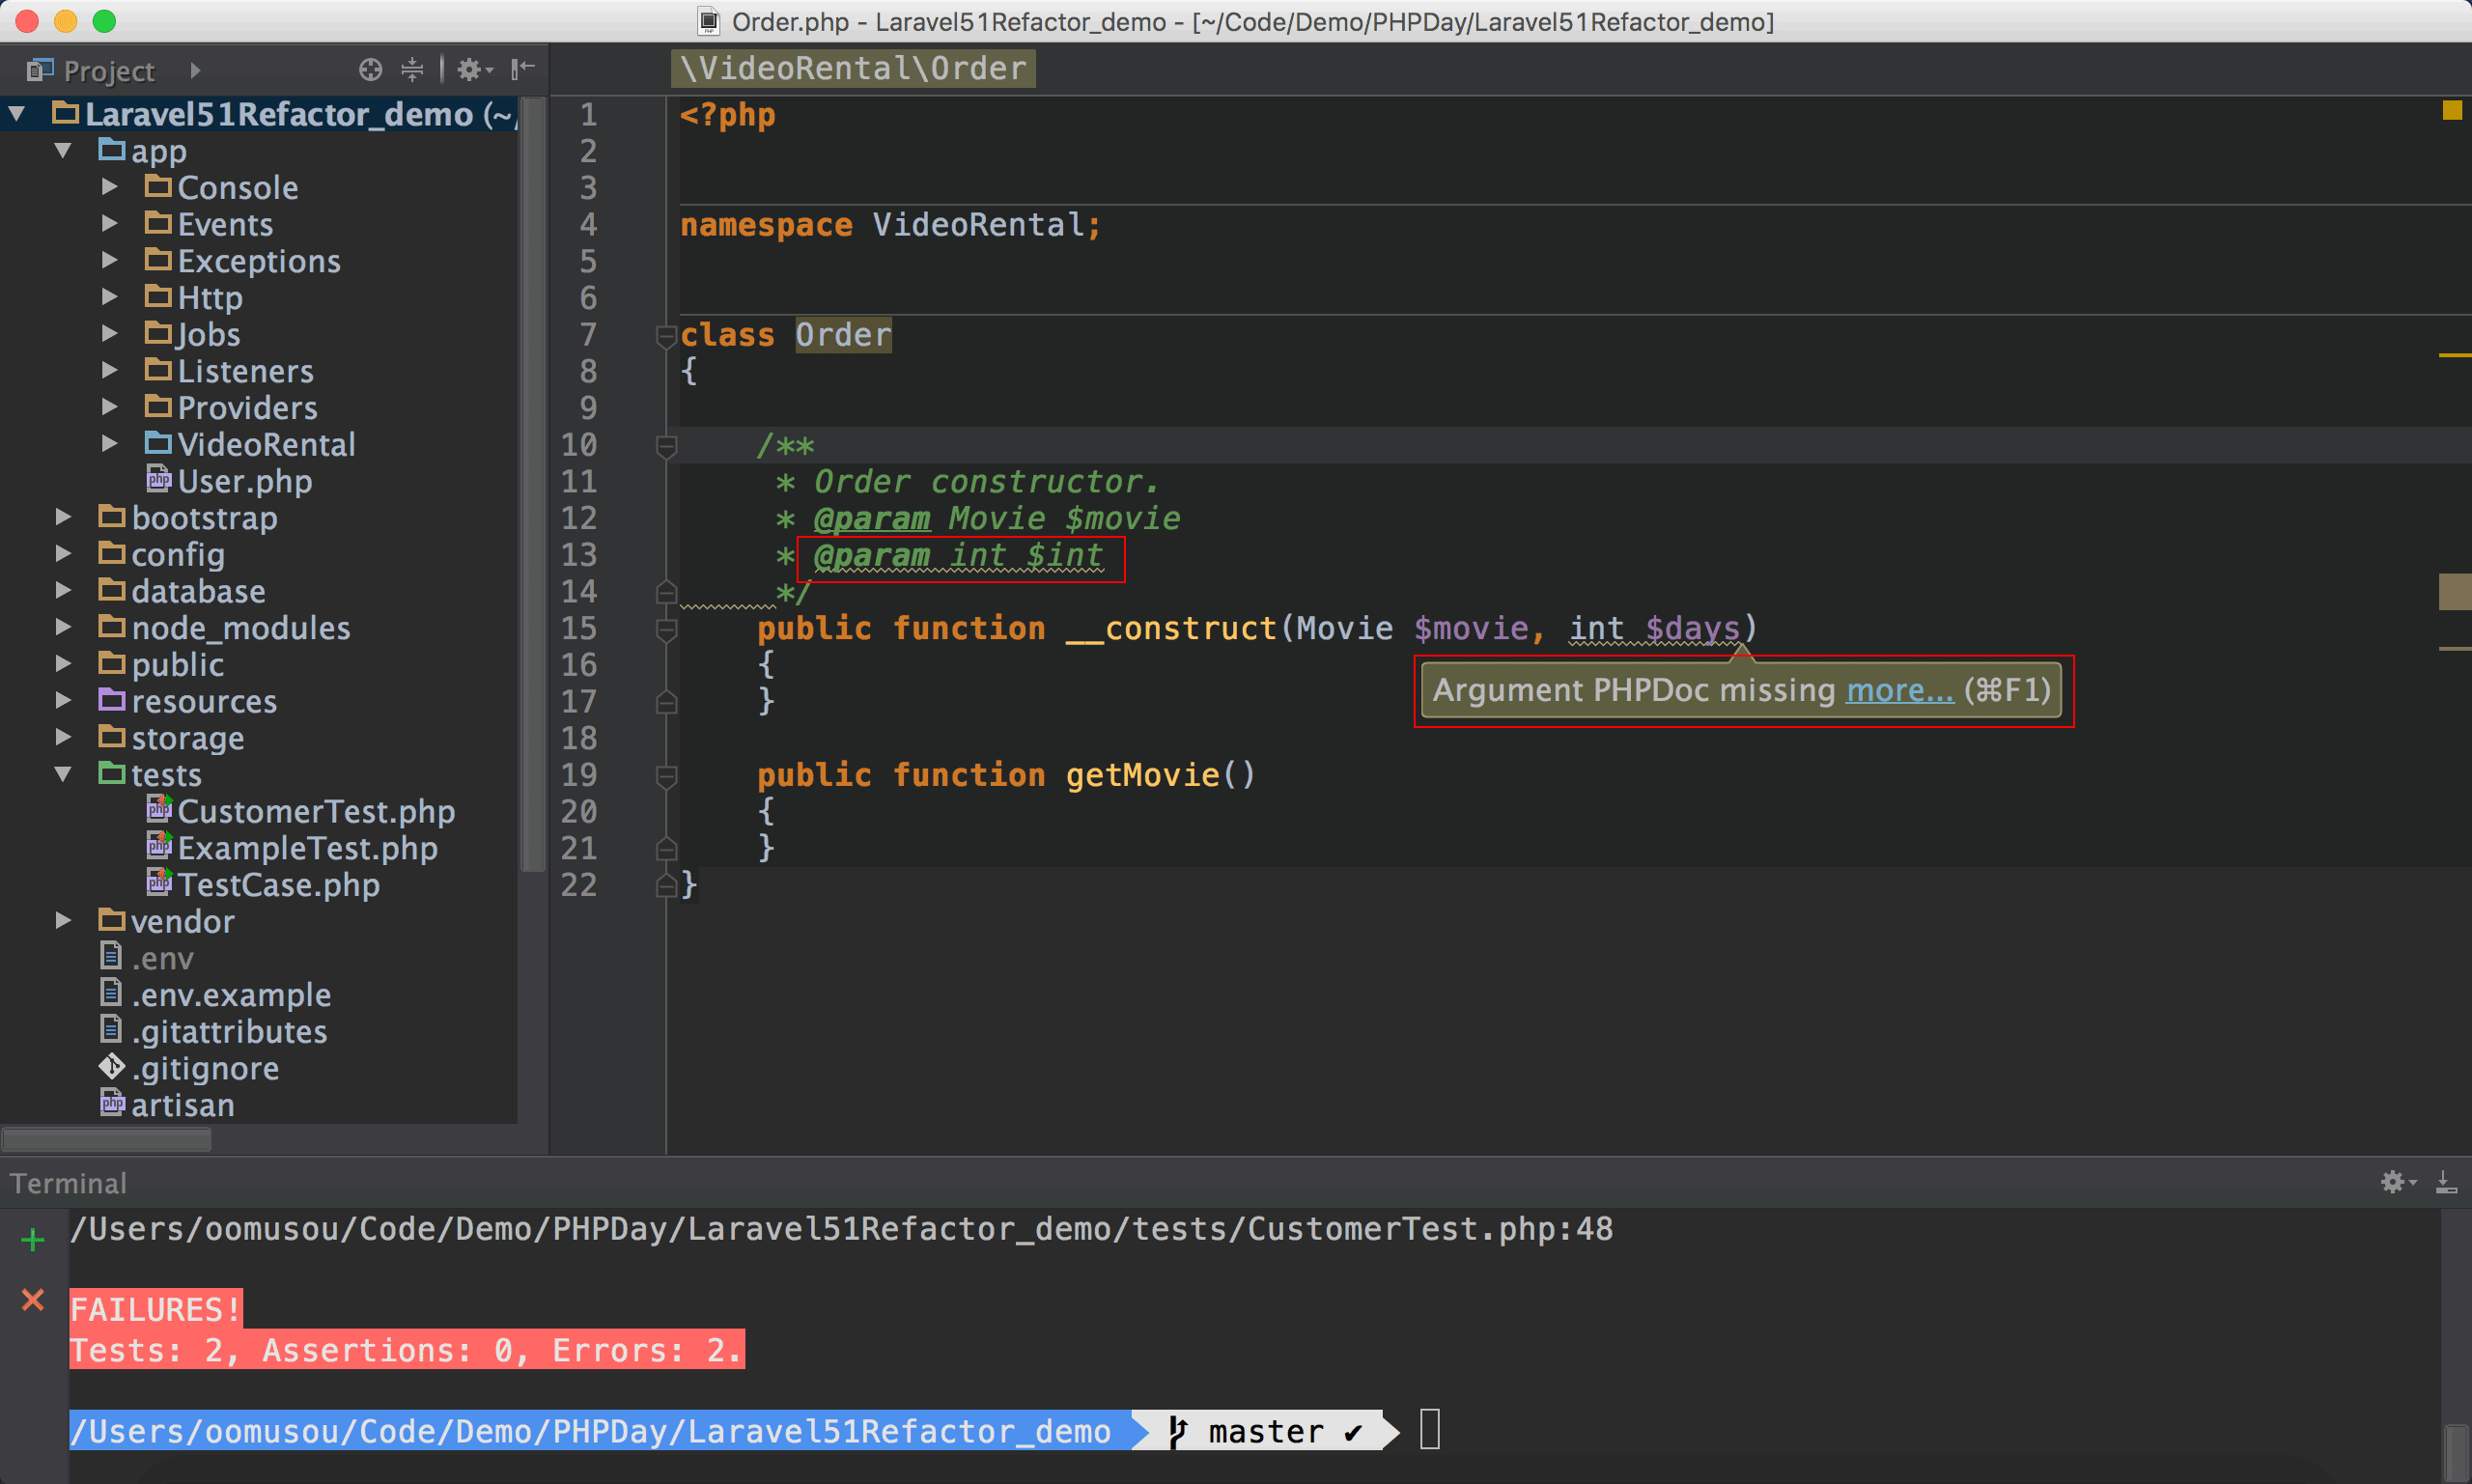 Order.php - Laravel51Refactor_demo - [~/Code/Demo/PHPDay/Laravel51Refactor_demo]
Project
Laravel51Refactor_demo (~/
app
Console
Events
Exceptions
Http
Jobs
Listeners
Providers
VideoRental
User.php
bootstrap
config
database
node_modules
public
resources
storage
tests
CustomerTest.php
ExampleTest.php
TestCase.php
vendor
.env
.env.example
.gitattributes
.gitignore
artisan
\VideoRental\Order
1 <?php
2
3
4 namespace VideoRental;
5
6
7 class Order
8 {
9
10 /**
11 * Order constructor.
12 * @param Movie $movie
13 * @param int $int
14 */
15 public function __construct(Movie $movie, int $days)
16 {
Argument PHPDoc missing more... (⌘F1)
17 }
18
19 public function getMovie()
20 {
21 }
22 }
Terminal
/Users/oomusou/Code/Demo/PHPDay/Laravel51Refactor_demo/tests/CustomerTest.php:48
FAILURES!
Tests: 2, Assertions: 0, Errors: 2.
/Users/oomusou/Code/Demo/PHPDay/Laravel51Refactor_demo master ✔